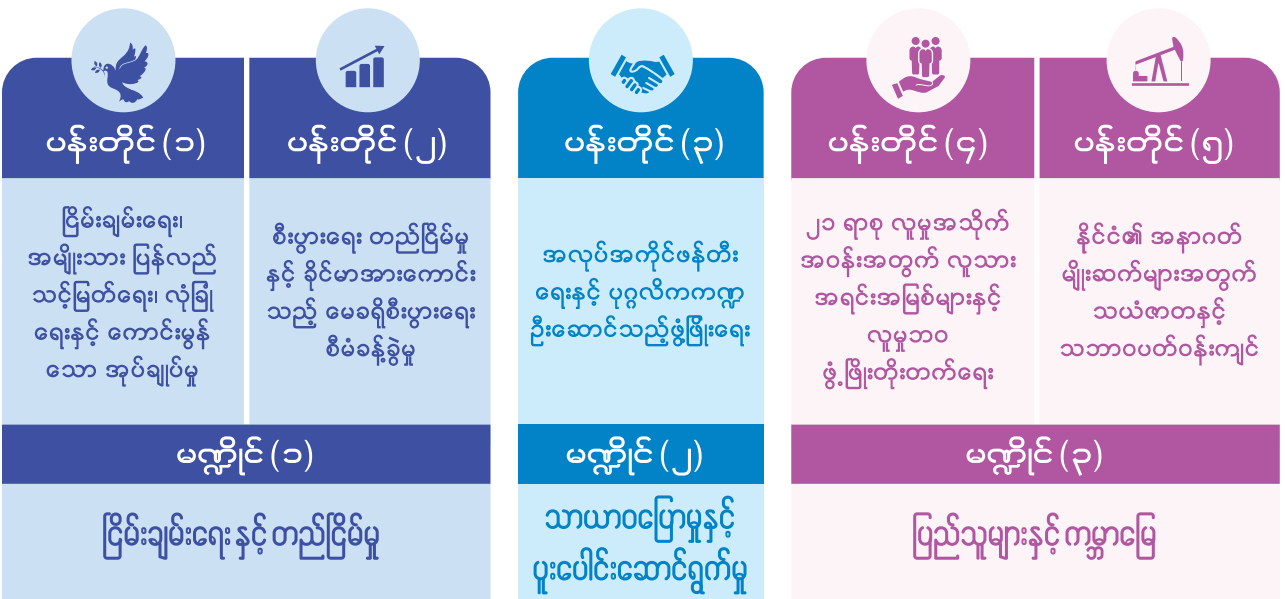 ပန်းတိုင် (၁)
ငြိမ်းချမ်းရေး၊
အမျိုးသား ပြန်လည်
သင့်မြတ်ရေး၊ လုံခြုံ
ရေးနှင့် ကောင်းမွန်
သော အုပ်ချုပ်မှု
ပန်းတိုင် (၂)
စီးပွားရေး တည်ငြိမ်မှု
နှင့် ခိုင်မာအားကောင်း
သည့် မေခရိုစီးပွားရေး
စီမံခန့်ခွဲမှု
မဏ္ဍိုင် (၁)
ငြိမ်းချမ်းရေး နှင့် တည်ငြိမ်မှု
ပန်းတိုင် (၃)
အလုပ်အကိုင်ဖန်တီး
ရေးနှင့် ပုဂ္ဂလိကကဏ္ဍ
ဦးဆောင်သည့်ဖွံ့ဖြိုးရေး
မဏ္ဍိုင် (၂)
သာယာဝပြောမှုနှင့်
ပူးပေါင်းဆောင်ရွက်မှု
ပန်းတိုင် (၄)
၂၁ ရာစု လူမှုအသိုက်
အဝန်းအတွက် လူသား
အရင်းအမြစ်များနှင့်
လူမှုဘဝ
ဖွံ့ဖြိုးတိုးတက်ရေး
ပန်းတိုင် (၅)
နိုင်ငံ၏ အနာဂတ်
မျိုးဆက်များအတွက်
သယံဇာတနှင့်
သဘာဝပတ်ဝန်းကျင်
မဏ္ဍိုင် (၃)
ပြည်သူများနှင့် ကမ္ဘာမြေ